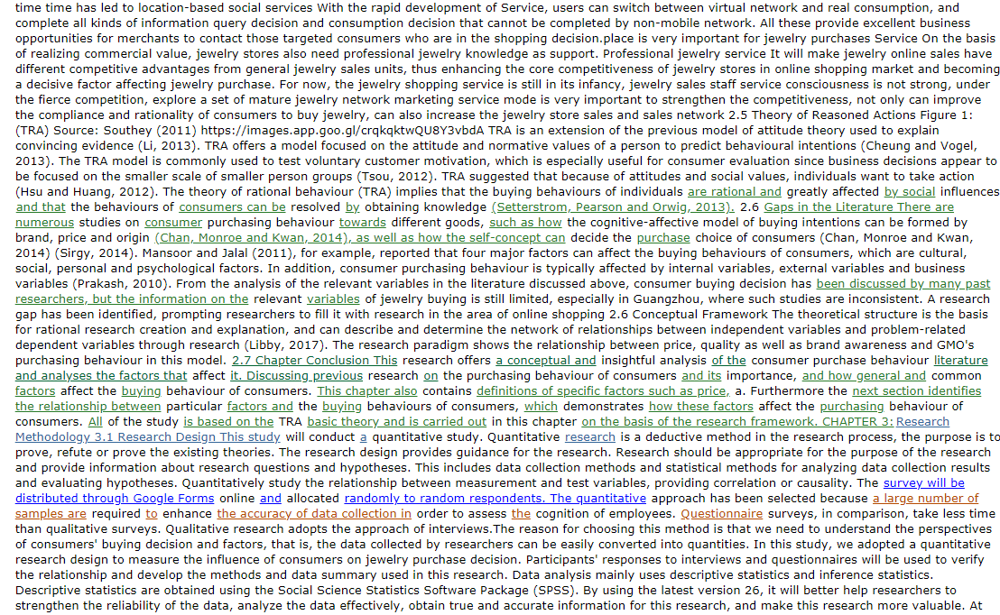 time time has led to location-based social services With the rapid development of Service, users can switch between virtual network and real consumption, and
complete all kinds of information query decision and consumption decision that cannot be completed by non-mobile network. All these provide excellent business
opportunities for merchants to contact those targeted consumers who are in the shopping decision.place is very important for jewelry purchases Service On the basis
of realizing commercial value, jewelry stores also need professional jewelry knowledge as support. Professional jewelry service It will make jewelry online sales have
different competitive advantages from general jewelry sales units, thus enhancing the core competitiveness of jewelry stores in online shopping market and becoming
a decisive factor affecting jewelry purchase. For now, the jewelry shopping service is still in its infancy, jewelry sales staff service consciousness is not strong, under
the fierce competition, explore a set of mature jewelry network marketing service mode is very important to strengthen the competitiveness, not only can improve
the compliance and rationality of consumers to buy jewelry, can also increase the jewelry store sales and sales network 2.5 Theory of Reasoned Actions Figure 1:
(TRA) Source: Southey (2011) https://images.app.goo.gl/crqkqktwQU8Y3vbdA TRA is an extension of the previous model of attitude theory used to explain
convincing evidence (Li, 2013). TRA offers a model focused on the attitude and normative values of a person to predict behavioural intentions (Cheung and Vogel,
2013). The TRA model is commonly used to test voluntary customer motivation, which is especially useful for consumer evaluation since business decisions appear to
be focused on the smaller scale of smaller person groups (Tsou, 2012). TRA suggested that because of attitudes and social values, individuals want to take action
(Hsu and Huang, 2012). The theory of rational behaviour (TRA) implies that the buying behaviours of individuals are rational and greatly affected by social influences
and that the behaviours of consumers can be resolved by obtaining knowledge (Setterstrom, Pearson and Orwig, 2013). 2.6 Gaps in the Literature There are
numerous studies on consumer purchasing behaviour towards different goods, such as how the cognitive-affective model of buying intentions can be formed by
brand, price and origin (Chan, Monroe and Kwan, 2014), as well as how the self-concept can decide the purchase choice of consumers (Chan, Monroe and Kwan,
2014) (Sirgy, 2014). Mansoor and Jalal (2011), for example, reported that four major factors can affect the buying behaviours of consumers, which are cultural,
social, personal and psychological factors. In addition, consumer purchasing behaviour is typically affected by internal variables, external variables and business
variables (Prakash, 2010). From the analysis of the relevant variables in the literature discussed above, consumer buying decision has been discussed by many past
researchers, but the information on the relevant variables of jewelry buying is still limited, especially in Guangzhou, where such studies are inconsistent. A research
gap has been identified, prompting researchers to fill it with research in the area of online shopping 2.6 Conceptual Framework The theoretical structure is the basis
for rational research creation and explanation, and can describe and determine the network of relationships between independent variables and problem-related
dependent variables through research (Libby, 2017). The research paradigm shows the relationship between price, quality as well as brand awareness and GMO's
purchasing behaviour in this model. 2.7 Chapter Conclusion This research offers a conceptual and insightful analysis of the consumer purchase behaviour literature
and analyses the factors that affect it. Discussing previous research on the purchasing behaviour of consumers and its importance, and how general and common
factors affect the buying behaviour of consumers. This chapter also contains definitions of specific factors such as price, a. Furthermore the next section identifies
the relationship between particular factors and the buying behaviours of consumers, which demonstrates how these factors affect the purchasing behaviour of
consumers. All of the study is based on the TRA basic theory and is carried out in this chapter on the basis of the research framework. CHAPTER 3: Research
Methodology 3.1 Research Design This study will conduct a quantitative study. Quantitative research is a deductive method in the research process, the purpose is to
prove, refute or prove the existing theories. The research design provides guidance for the research. Research should be appropriate for the purpose of the research
and provide information about research questions and hypotheses. This includes data collection methods and statistical methods for analyzing data collection results
and evaluating hypotheses. Quantitatively study the relationship between measurement and test variables, providing correlation or causality. The survey will be
distributed through Google Forms online and allocated randomly to random respondents. The quantitative approach has been selected because a large number of
samples are required to enhance the accuracy of data collection in order to assess the cognition of employees. Questionnaire surveys, in comparison, take less time
than qualitative surveys. Qualitative research adopts the approach of interviews.The reason for choosing this method is that we need to understand the perspectives
of consumers' buying decision and factors, that is, the data collected by researchers can be easily converted into quantities. In this study, we adopted a quantitative
research design to measure the influence of consumers on jewelry purchase decision. Participants' responses to interviews and questionnaires will be used to verify
the relationship and develop the methods and data summary used in this research. Data analysis mainly uses descriptive statistics and inference statistics.
Descriptive statistics are obtained using the Social Science Statistics Software Package (SPSS). By using the latest version 26, it will better help researchers to
strengthen the reliability of the data, analyze the data effectively, obtain true and accurate information for this research, and make this research more valuable. At